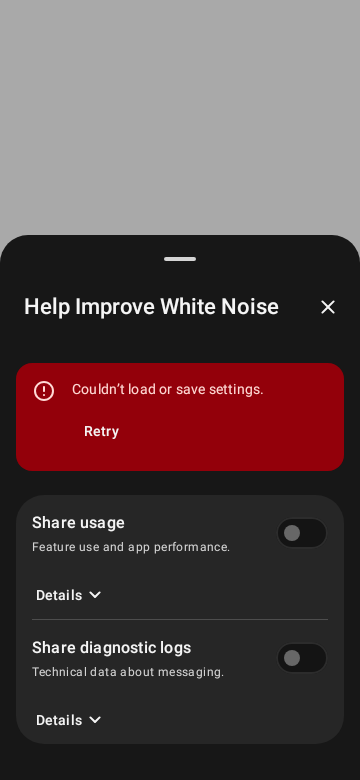 Help Improve White Noise
Couldn’t load or save settings.
Retry
Share usage
Feature use and app performance.
Details
Share diagnostic logs
Technical data about messaging.
Details